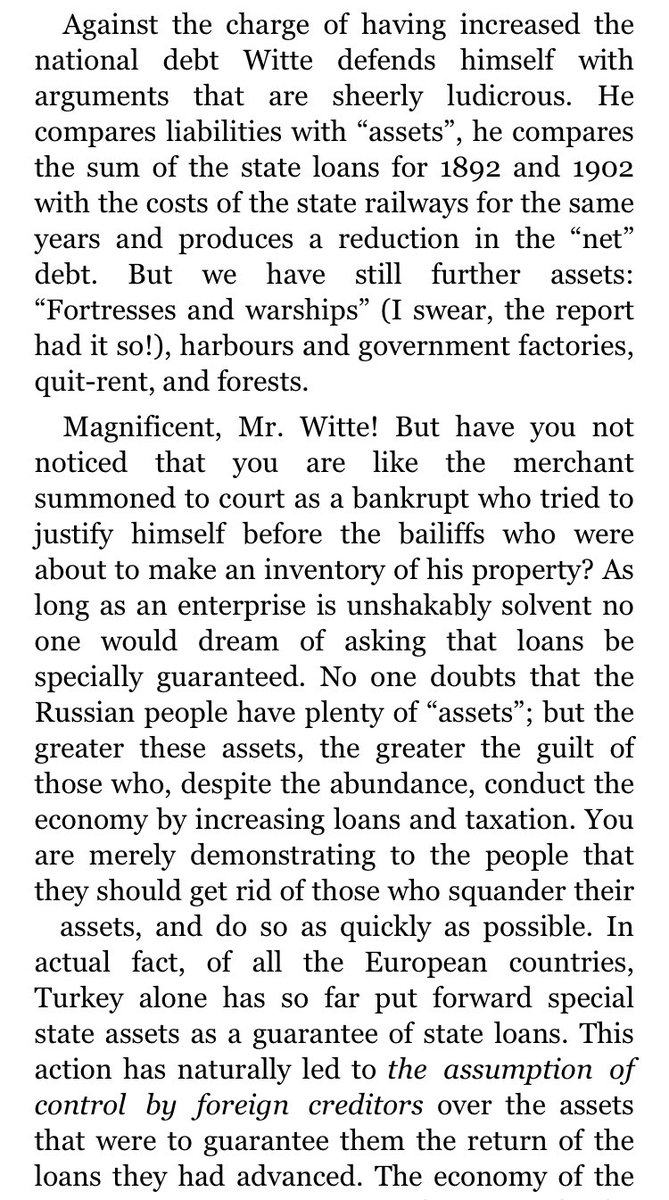 Against the charge of having increased the
national debt Witte defends himself with
arguments that are sheerly ludicrous. He
compares liabilities with “assets”, he compares
the sum of the state loans for 1892 and 1902
with the costs of the state railways for the same
years and produces a reduction in the “net”
debt. But we have still further assets:
“Fortresses and warships” (I swear, the report
had it so!), harbours and government factories,
quit-rent, and forests.
Magnificent, Mr. Witte! But have you not
noticed that you are like the merchant
summoned to court as a bankrupt who tried to
justify himself before the bailiffs who were
about to make an inventory of his property? As
long as an enterprise is unshakably solvent no
one would dream of asking that loans be
specially guaranteed. No one doubts that the
Russian people have plenty of “assets”; but the
greater these assets, the greater the guilt of
those who, despite the abundance, conduct the
economy by increasing loans and taxation. You
are merely demonstrating to the people that
they should get rid of those who squander their
assets, and do so as quickly as possible. In
actual fact, of all the European countries,
Turkey alone has so far put forward special
state assets as a guarantee of state loans. This
action has naturally led to the assumption of
control by foreign creditors over the assets
that were to guarantee them the return of the
loans they had advanced. The economy of the